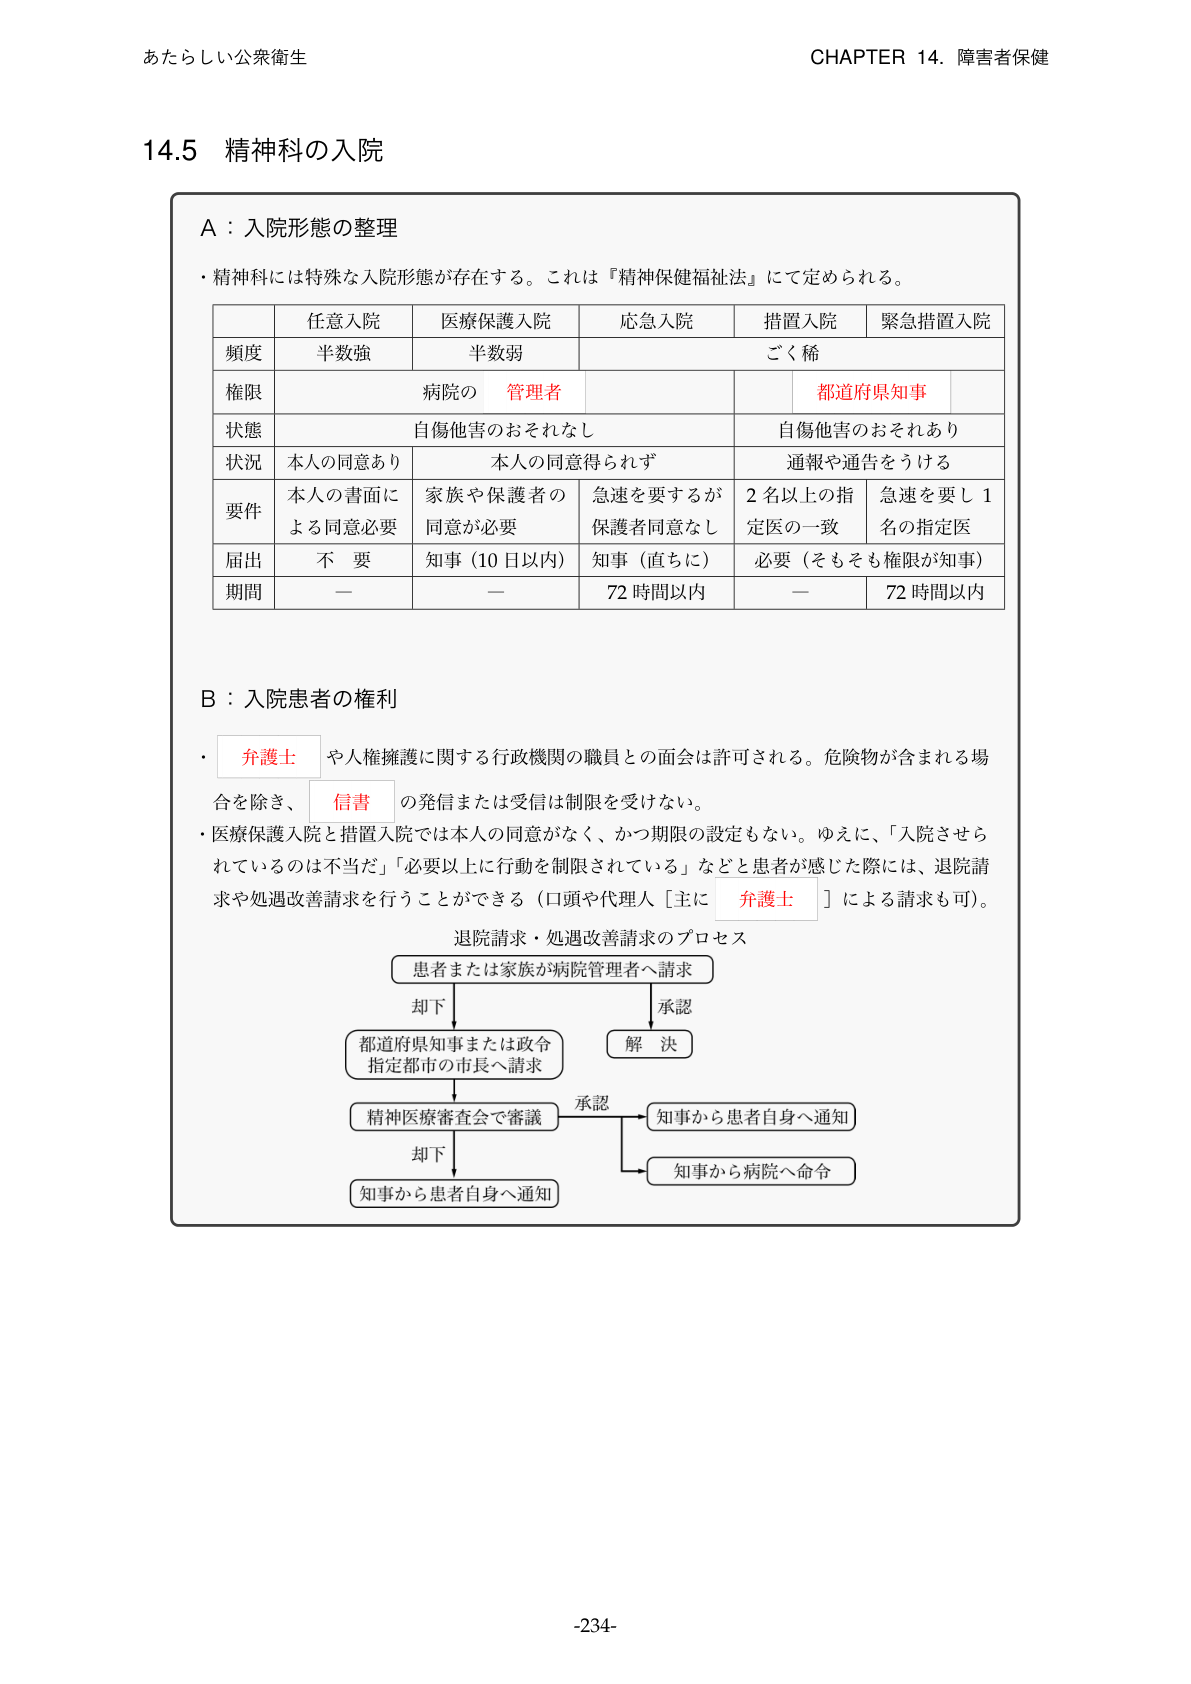 あたらしい公衆衛生
CHAPTER 14. 障害者保健
14.5 精神科の入院
A：入院形態の整理
・精神科には特殊な入院形態が存在する。これは『精神保健福祉法』にて定められる。
任意入院 医療保護入院 応急入院 措置入院 緊急措置入院
頻度 半数強 半数弱 ごく稀
権限 病院の 管理者 都道府県知事
状態 自傷他害のおそれなし 自傷他害のおそれあり
状況 本人の同意あり 本人の同意得られず 通報や通告をうける
要件 本人の書面に 家族や保護者の 急速を要するが 2 名以上の指 急速を要し 1
よる同意必要 同意が必要 保護者同意なし 定医の一致 名の指定医
届出 不 要 知事（10 日以内） 知事（直ちに） 必要（そもそも権限が知事）
期間 — — 72 時間以内 — 72 時間以内
B：入院患者の権利
・ 弁護士 や人権擁護に関する行政機関の職員との面会は許可される。危険物が含まれる場
合を除き、 信書 の発信または受信は制限を受けない。
・医療保護入院と措置入院では本人の同意がなく、かつ期限の設定もない。ゆえに、「入院させら
れているのは不当だ」「必要以上に行動を制限されている」などと患者が感じた際には、退院請
求や処遇改善請求を行うことができる（口頭や代理人［主に 弁護士 ］による請求も可）。
退院請求・処遇改善請求のプロセス
患者または家族が病院管理者へ請求
却下 承認
都道府県知事または政令
指定都市の市長へ請求
解 決
精神医療審査会で審議 承認 知事から患者自身へ通知
却下
知事から病院へ命令
知事から患者自身へ通知
-234-